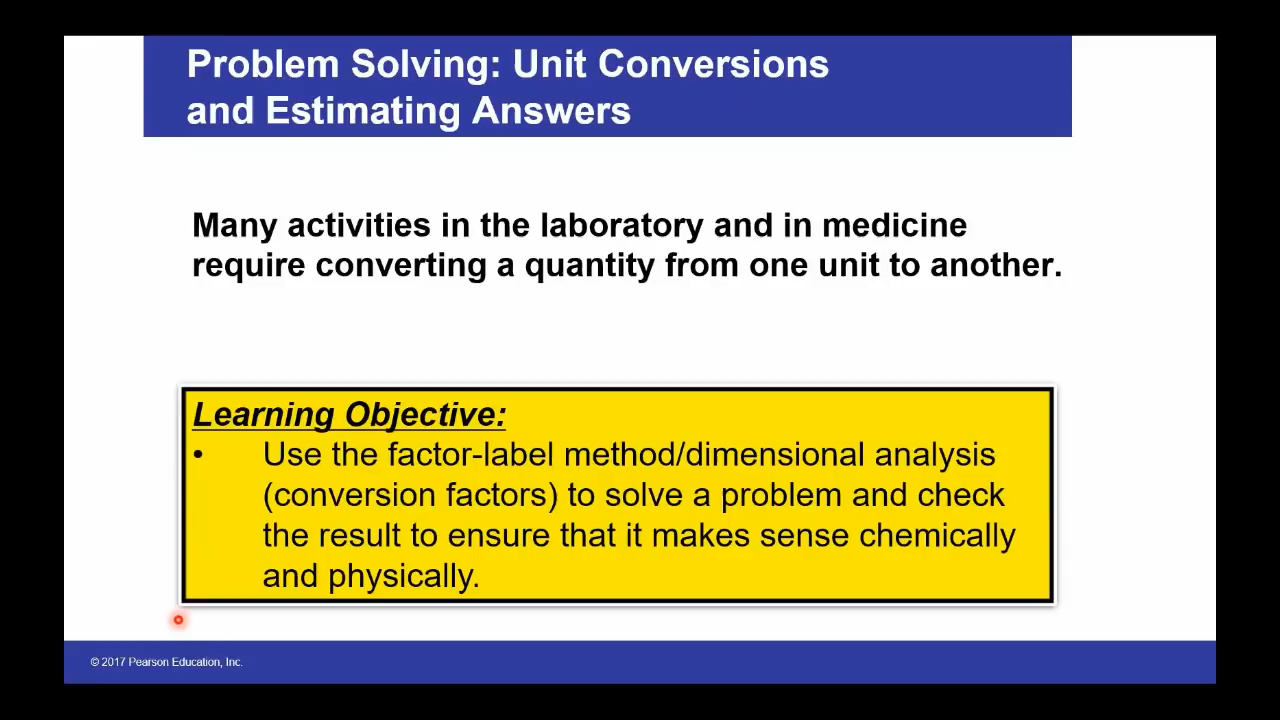 Problem Solving: Unit Conversions
and Estimating Answers
Many activities in the laboratory and in medicine
require converting a quantity from one unit to another.
Learning Objective:
• Use the factor-label method/dimensional analysis
(conversion factors) to solve a problem and check
the result to ensure that it makes sense chemically
and physically.
© 2017 Pearson Education, Inc.